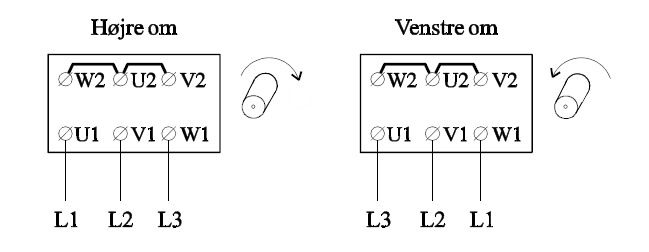 Højre om Venstre om
W2 U2 V2 W2 U2 V2
U1 V1 W1 U1 V1 W1
L1 L2 L3 L3 L2 L1